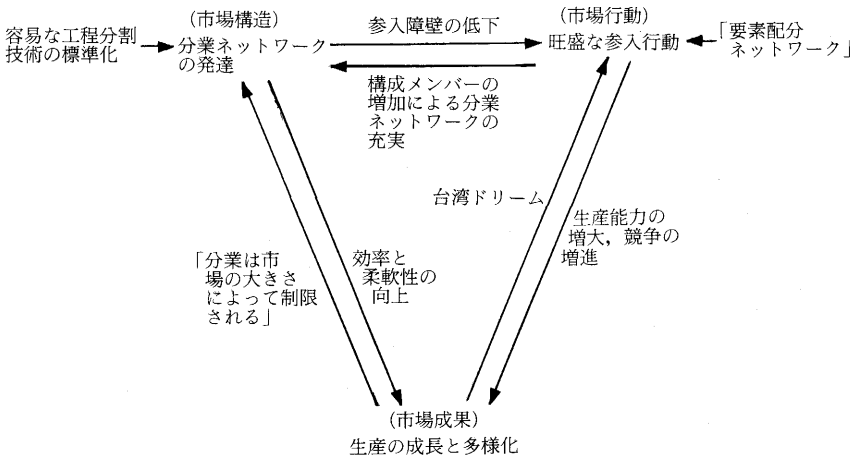 (市場構造)
容易な工程分割
技術の標準化
分業ネットワーク
の発達
参入障壁の低下
(市場行動)
旺盛な参入行動
「要素配分
ネットワーク」
構成メンバーの
増加による分業
ネットワークの
充実
台湾ドリーム
生産能力の
増大,競争の
増進
「分業は市
場の大きさ
によって制限
される」
効率と
柔軟性の
向上
(市場成果)
生産の成長と多様化